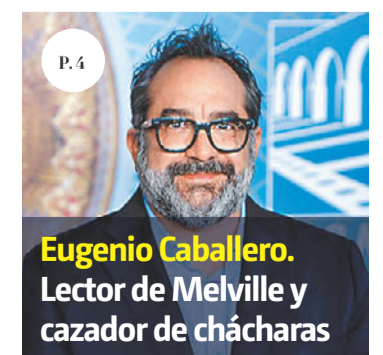 P. 4
Eugenio Caballero.
Lector de Melville y
cazador de chácharas